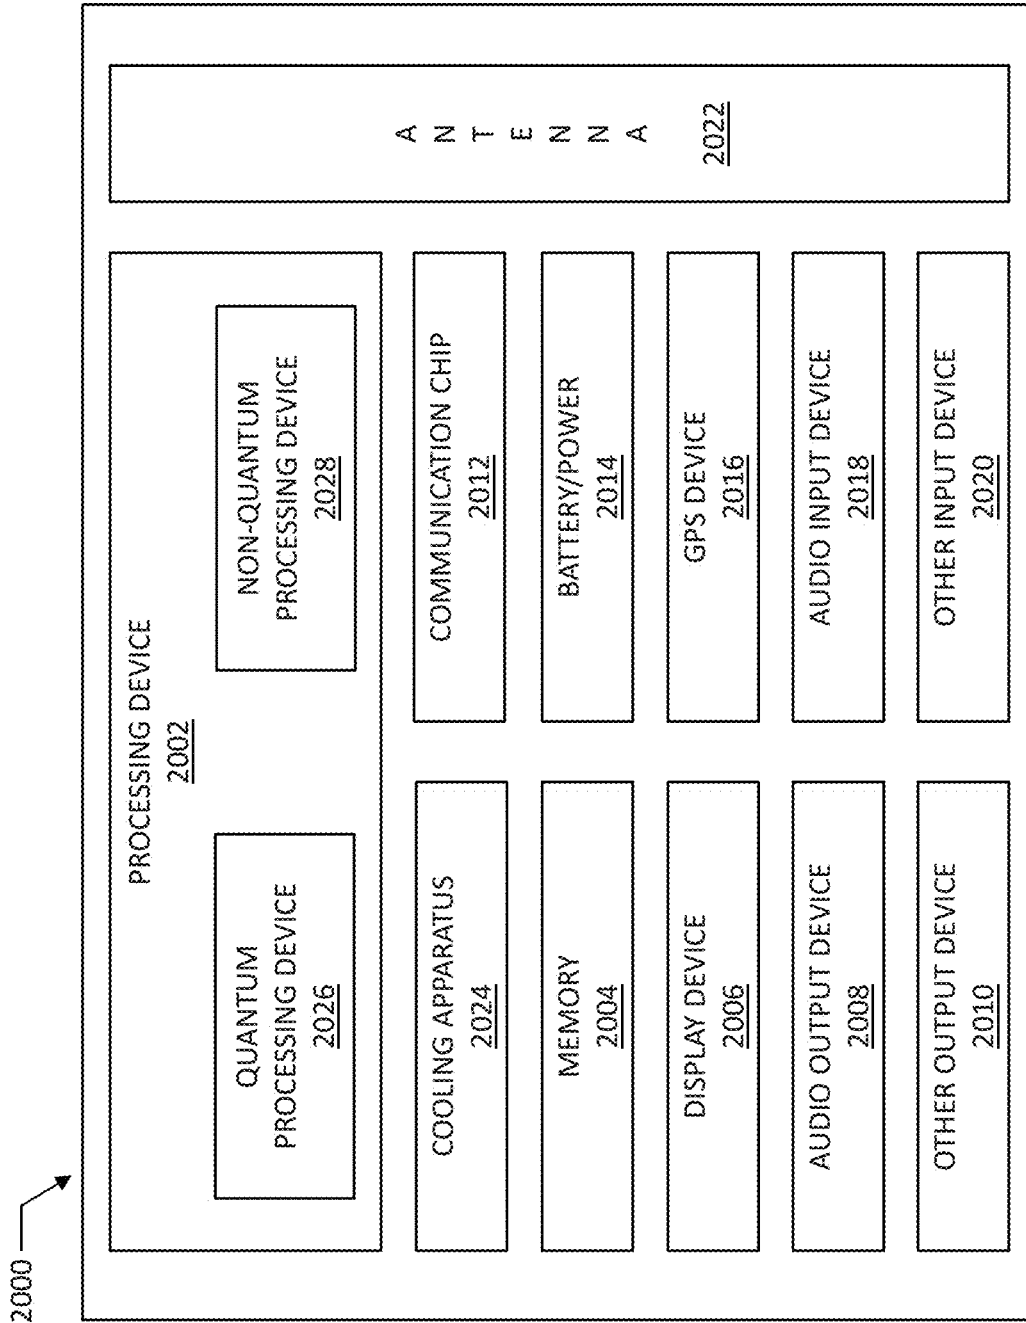 2000
PROCESSING DEVICE
2002
QUANTUM
PROCESSING DEVICE
2026
NON-QUANTUM
PROCESSING DEVICE
2028
COOLING APPARATUS
2024
COMMUNICATION CHIP
2012
MEMORY
2004
BATTERY/POWER
2014
DISPLAY DEVICE
2006
GPS DEVICE
2016
AUDIO OUTPUT DEVICE
2008
AUDIO INPUT DEVICE
2018
OTHER OUTPUT DEVICE
2010
OTHER INPUT DEVICE
2020
A
N
T
E
N
N
A
2022